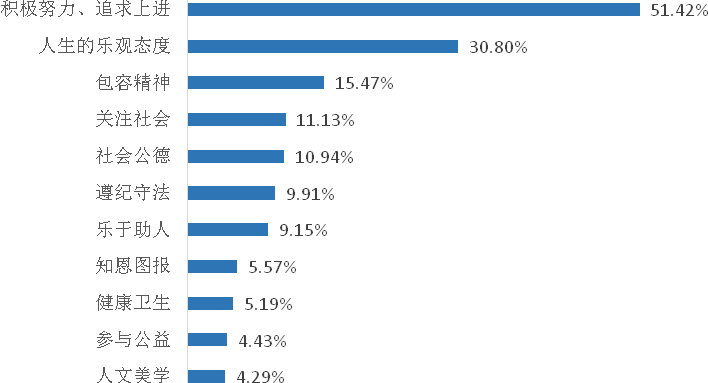 积极努力、追求上进 51.42%
人生的乐观态度 30.80%
包容精神 15.47%
关注社会 11.13%
社会公德 10.94%
遵纪守法 9.91%
乐于助人 9.15%
知恩图报 5.57%
健康卫生 5.19%
参与公益 4.43%
人文美学 4.29%